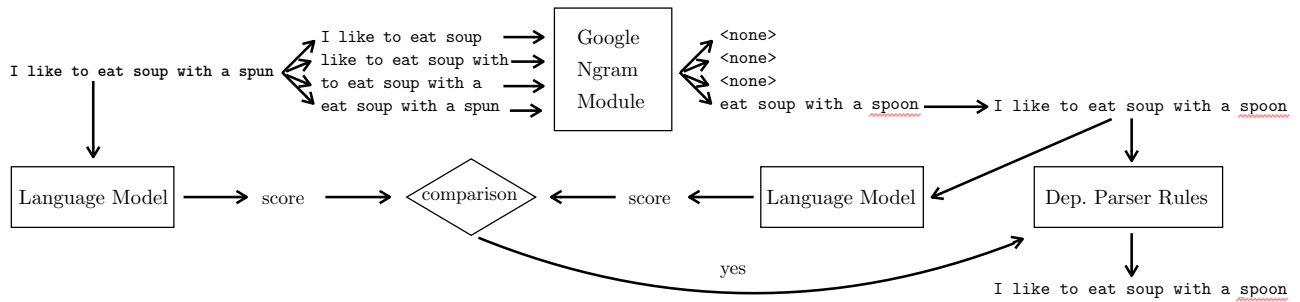 I like to eat soup with a spun
I like to eat soup
like to eat soup with
to eat soup with a
eat soup with a spun
Google
Ngram
Module
<none>
<none>
<none>
eat soup with a spoon
I like to eat soup with a spoon
Language Model
score
comparison
score
Language Model
Dep. Parser Rules
yes
I like to eat soup with a spoon